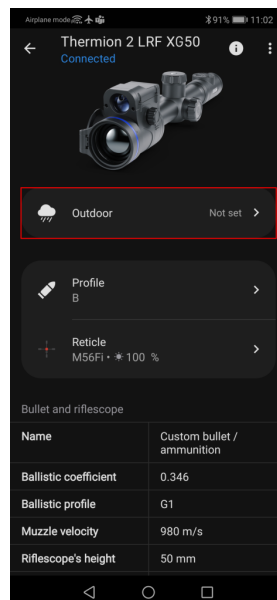 Airplane mode 91% 11:02
Thermion 2 LRF XG50
Connected
Outdoor Not set
Profile
B
Reticle
M56Fi • 100 %
Bullet and riflescope
Name Custom bullet /
ammunition
Ballistic coefficient 0.346
Ballistic profile G1
Muzzle velocity 980 m/s
Riflescope's height 50 mm